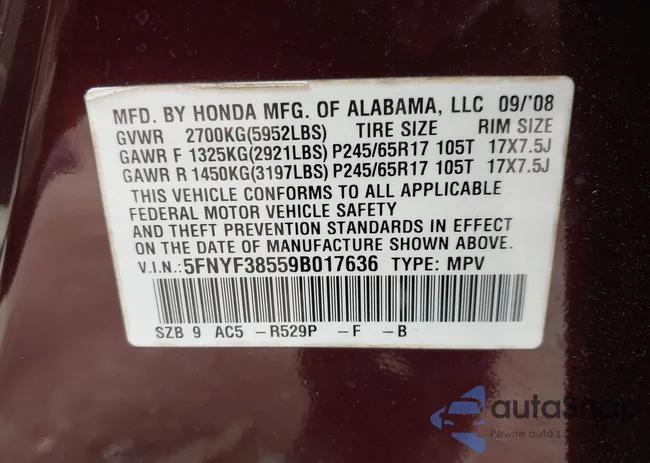 MFD. BY HONDA MFG. OF ALABAMA, LLC 09/'08
GVWR 2700KG(5952LBS) TIRE SIZE RIM SIZE
GAWR F 1325KG(2921LBS) P245/65R17 105T 17X7.5J
GAWR R 1450KG(3197LBS) P245/65R17 105T 17X7.5J
THIS VEHICLE CONFORMS TO ALL APPLICABLE
FEDERAL MOTOR VEHICLE SAFETY
AND THEFT PREVENTION STANDARDS IN EFFECT
ON THE DATE OF MANUFACTURE SHOWN ABOVE.
V.I.N.: 5FNYF38559B017636 TYPE: MPV
SZB 9 AC5 -R529P -F -B
autaSnap
Pewne auta z